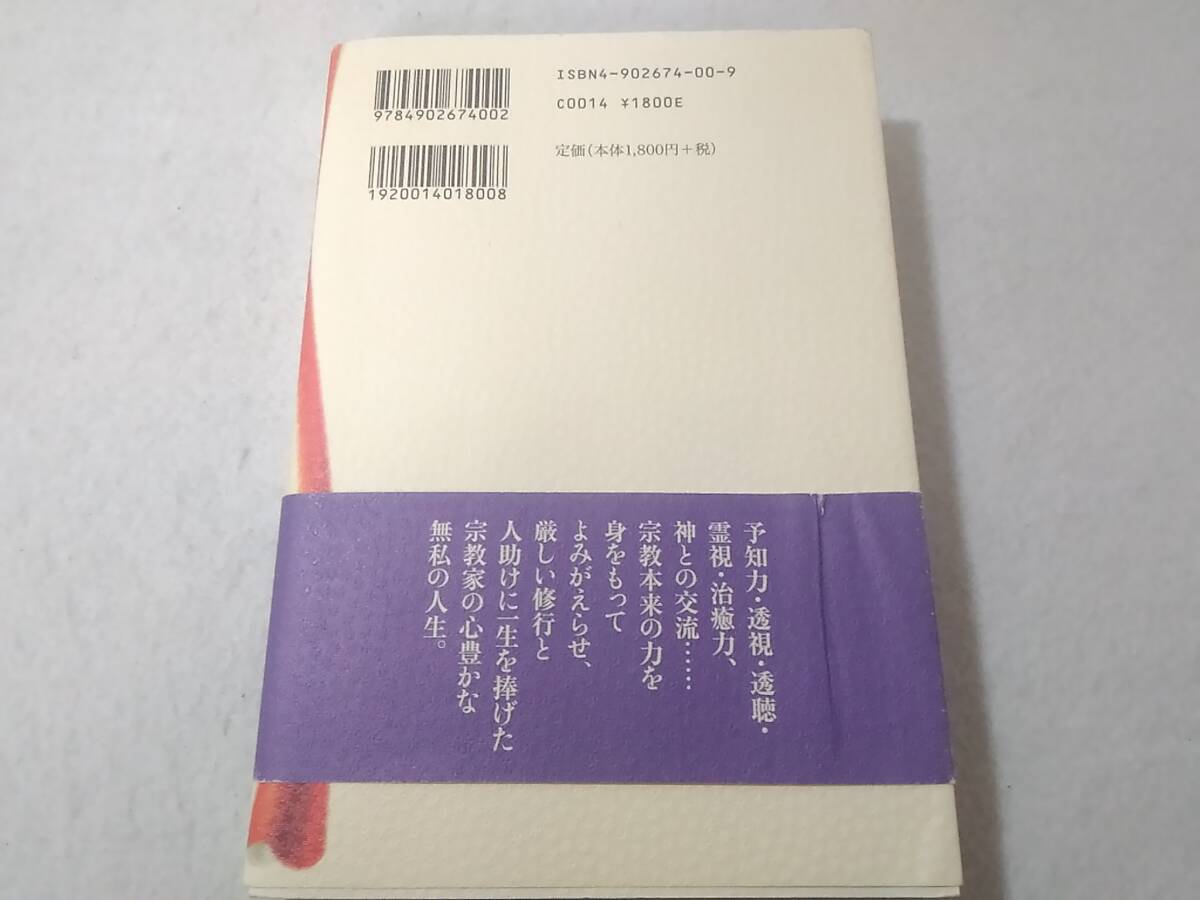 ISBN4-902674-00-9
9784902674002
C0014 ¥1800E
定価(本体1,800円+税)
1920014018008
予知力・透視・透聴・
霊視・治癒力、
神との交流……
宗教本来の力を
身をもって
よみがえらせ、
厳しい修行と
人助けに一生を捧げた
宗教家の心豊かな
無私の人生。